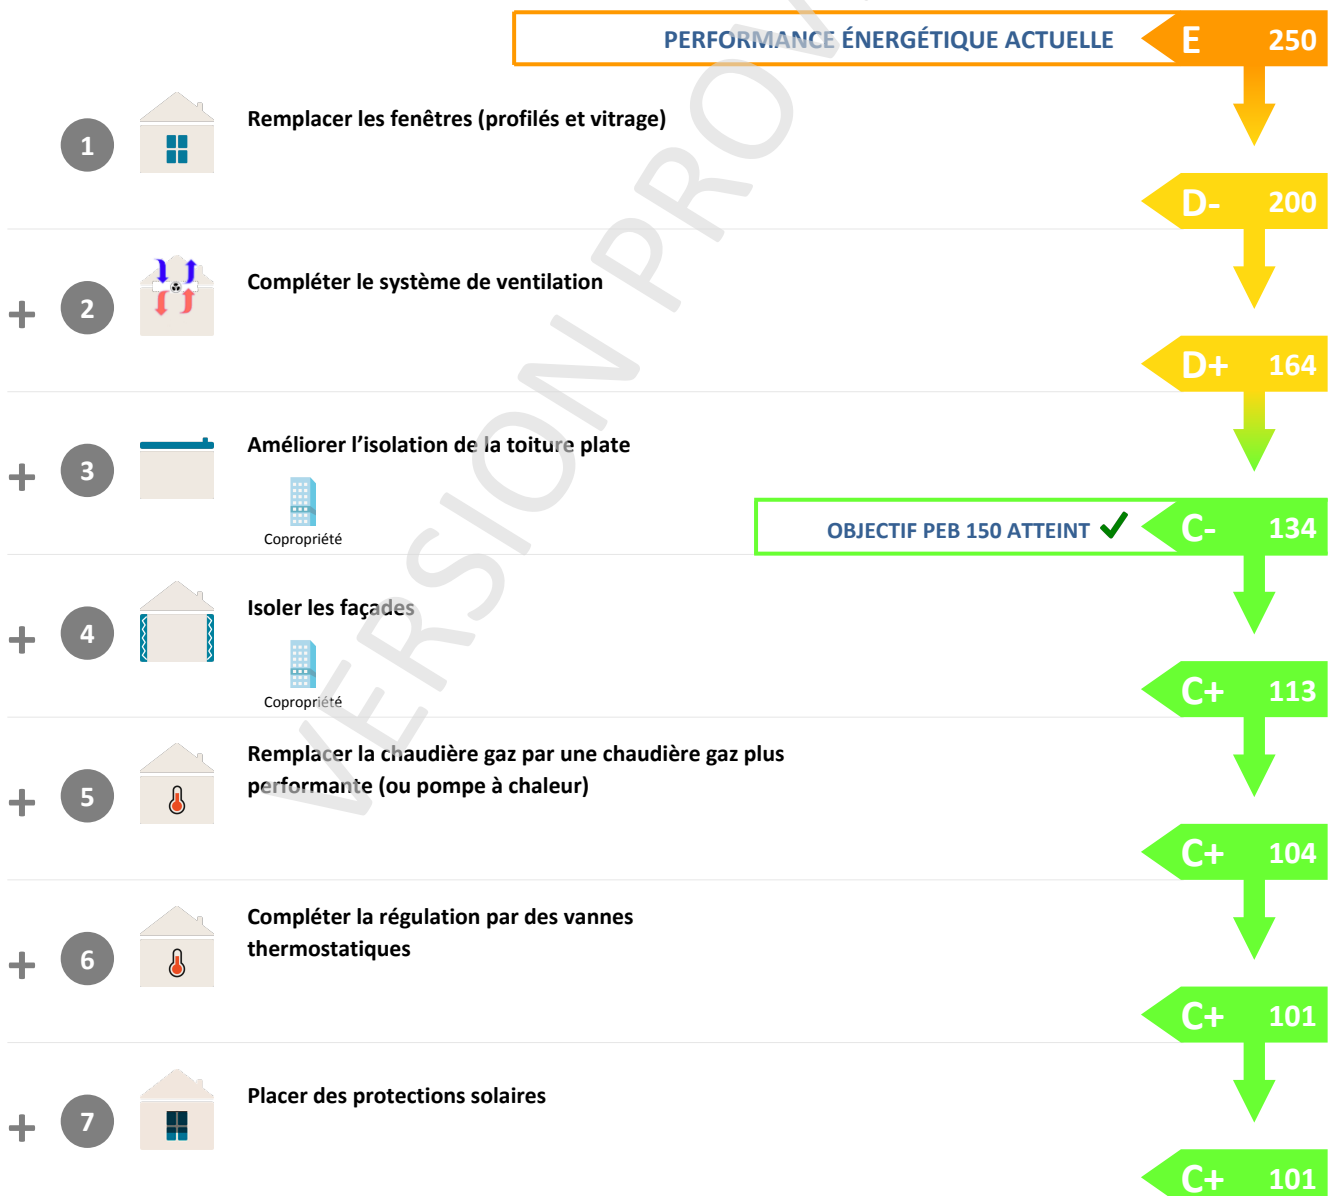 PERFORMANCE ÉNERGÉTIQUE ACTUELLE E 250
1 Remplacer les fenêtres (profilés et vitrage)
D- 200
+ 2 Compléter le système de ventilation
D+ 164
+ 3 Améliorer l'isolation de la toiture plate
Copropriété
OBJECTIF PEB 150 ATTEINT ✓ C- 134
+ 4 Isoler les façades
Copropriété
C+ 113
+ 5 Remplacer la chaudière gaz par une chaudière gaz plus
performante (ou pompe à chaleur)
C+ 104
+ 6 Compléter la régulation par des vannes
thermostatiques
C+ 101
+ 7 Placer des protections solaires
C+ 101
VERSION PROV